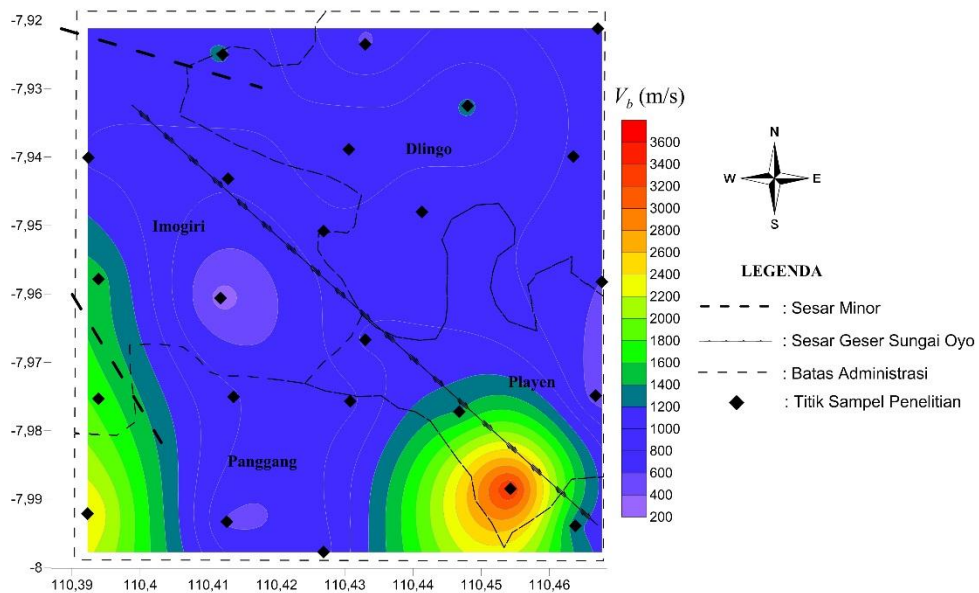 -7,92
-7,93
-7,94
-7,95
-7,96
-7,97
-7,98
-7,99
-8
110,39 110,4 110,41 110,42 110,43 110,44 110,45 110,46
Dlingo
Imogiri
Playen
Panggang
V_b (m/s)
3600
3400
3200
3000
2800
2600
2400
2200
2000
1800
1600
1400
1200
1000
800
600
400
200
N
W E
S
LEGENDA
: Sesar Minor
: Sesar Geser Sungai Oyo
: Batas Administrasi
: Titik Sampel Penelitian